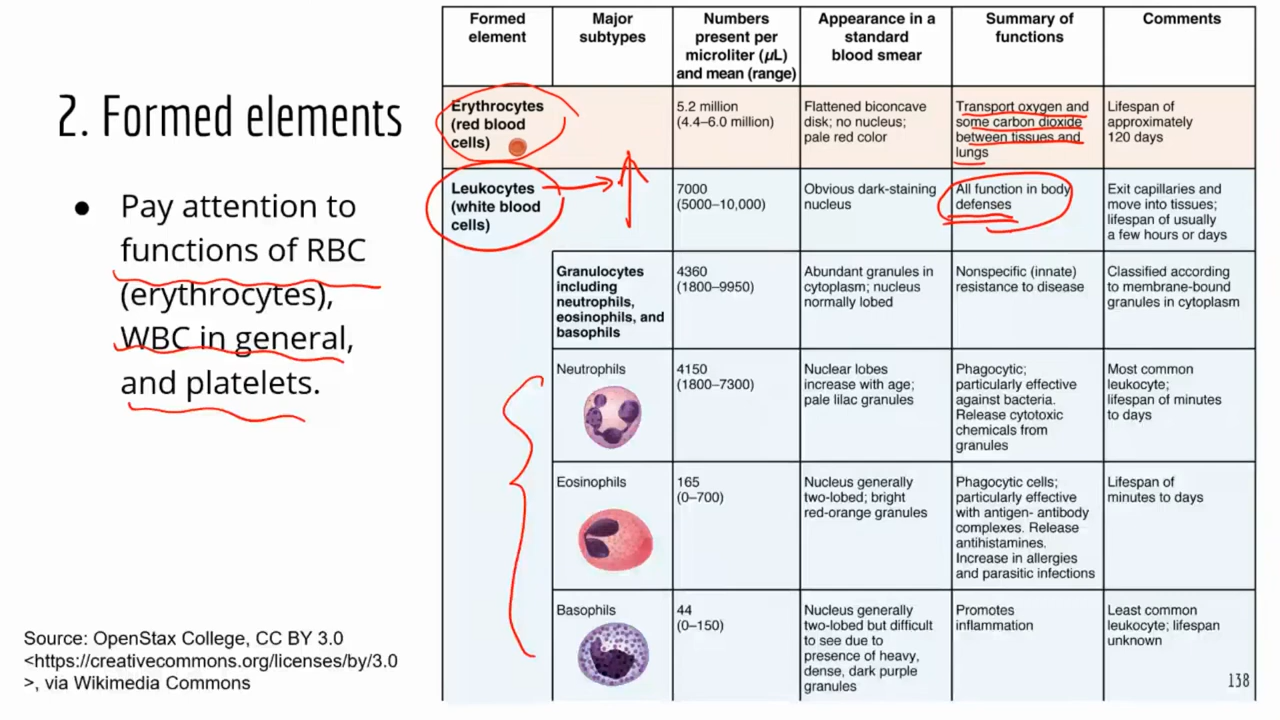 2. Formed elements
● Pay attention to
functions of RBC
(erythrocytes),
WBC in general,
and platelets.
Source: OpenStax College, CC BY 3.0
<https://creativecommons.org/licenses/by/3.0
>, via Wikimedia Commons
Formed
element
Major
subtypes
Numbers
present per
microliter (µL)
and mean (range)
Appearance in a
standard
blood smear
Summary of
functions
Comments
Erythrocytes
(red blood
cells)
5.2 million
(4.4–6.0 million)
Flattened biconcave
disk; no nucleus;
pale red color
Transport oxygen and
some carbon dioxide
between tissues and
lungs
Lifespan of
approximately
120 days
Leukocytes
(white blood
cells)
7000
(5000–10,000)
Obvious dark-staining
nucleus
All function in body
defenses
Exit capillaries and
move into tissues;
lifespan of usually
a few hours or days
Granulocytes
including
neutrophils,
eosinophils, and
basophils
4360
(1800–9950)
Abundant granules in
cytoplasm; nucleus
normally lobed
Nonspecific (innate)
resistance to disease
Classified according
to membrane-bound
granules in cytoplasm
Neutrophils
4150
(1800–7300)
Nuclear lobes
increase with age;
pale lilac granules
Phagocytic;
particularly effective
against bacteria.
Release cytotoxic
chemicals from
granules
Most common
leukocyte;
lifespan of minutes
to days
Eosinophils
165
(0–700)
Nucleus generally
two-lobed; bright
red-orange granules
Phagocytic cells;
particularly effective
with antigen- antibody
complexes. Release
antihistamines.
Increase in allergies
and parasitic infections
Lifespan of
minutes to days
Basophils
44
(0–150)
Nucleus generally
two-lobed but difficult
to see due to
presence of heavy,
dense, dark purple
granules
Promotes
inflammation
Least common
leukocyte; lifespan
unknown
138